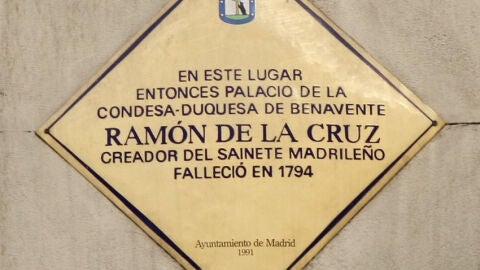 EN ESTE LUGAR
ENTONCES PALACIO DE LA
CONDESA-DUQUESA DE BENAVENTE
RAMÓN DE LA CRUZ
CREADOR DEL SAINETE MADRILEÑO
FALLECIÓ EN 1794
Ayuntamiento de Madrid
1991